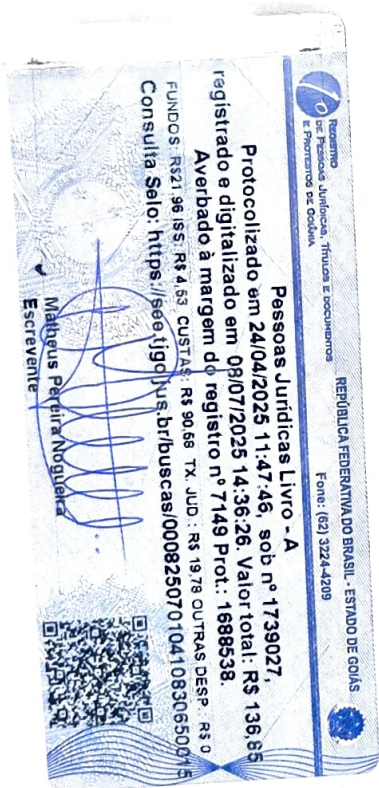 1º REGISTRO
DE PESSOAS JURÍDICAS, TÍTULOS E DOCUMENTOS
E PROTESTOS DE GOIÂNIA
REPÚBLICA FEDERATIVA DO BRASIL - ESTADO DE GOIÁS
Fone: (62) 3224-4209
Pessoas Jurídicas Livro - A
Protocolizado em 24/04/2025 11:47:46, sob nº 1739027,
registrado e digitalizado em 08/07/2025 14:36:26. Valor total: R$ 136,85
Averbado à margem do registro nº 7149 Prot.: 1688538.
FUNDOS: R$21,96 ISS: R$ 4,53 CUSTAS: R$ 90,58 TX. JUD.: R$ 19,78 OUTRAS DESP.: R$ 0
Consulta Selo: https://see.tjgo.jus.br/buscas/00082507010410830650015
Matheus Pereira Nogueira
Escrevente